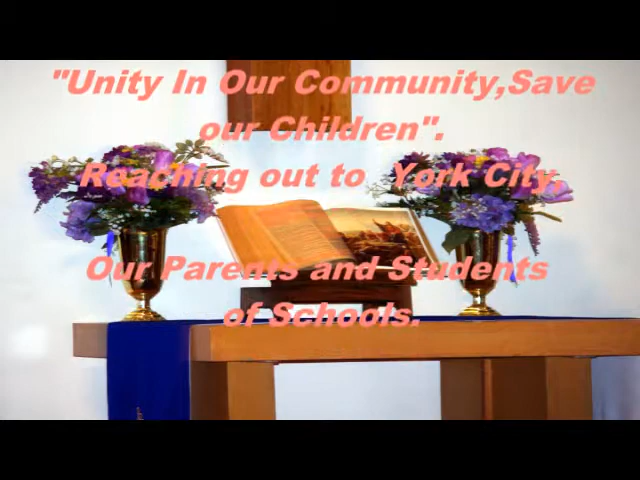 "Unity In Our Community,Save
our Children".
Reaching out to York City,
Our Parents and Students
of Schools.